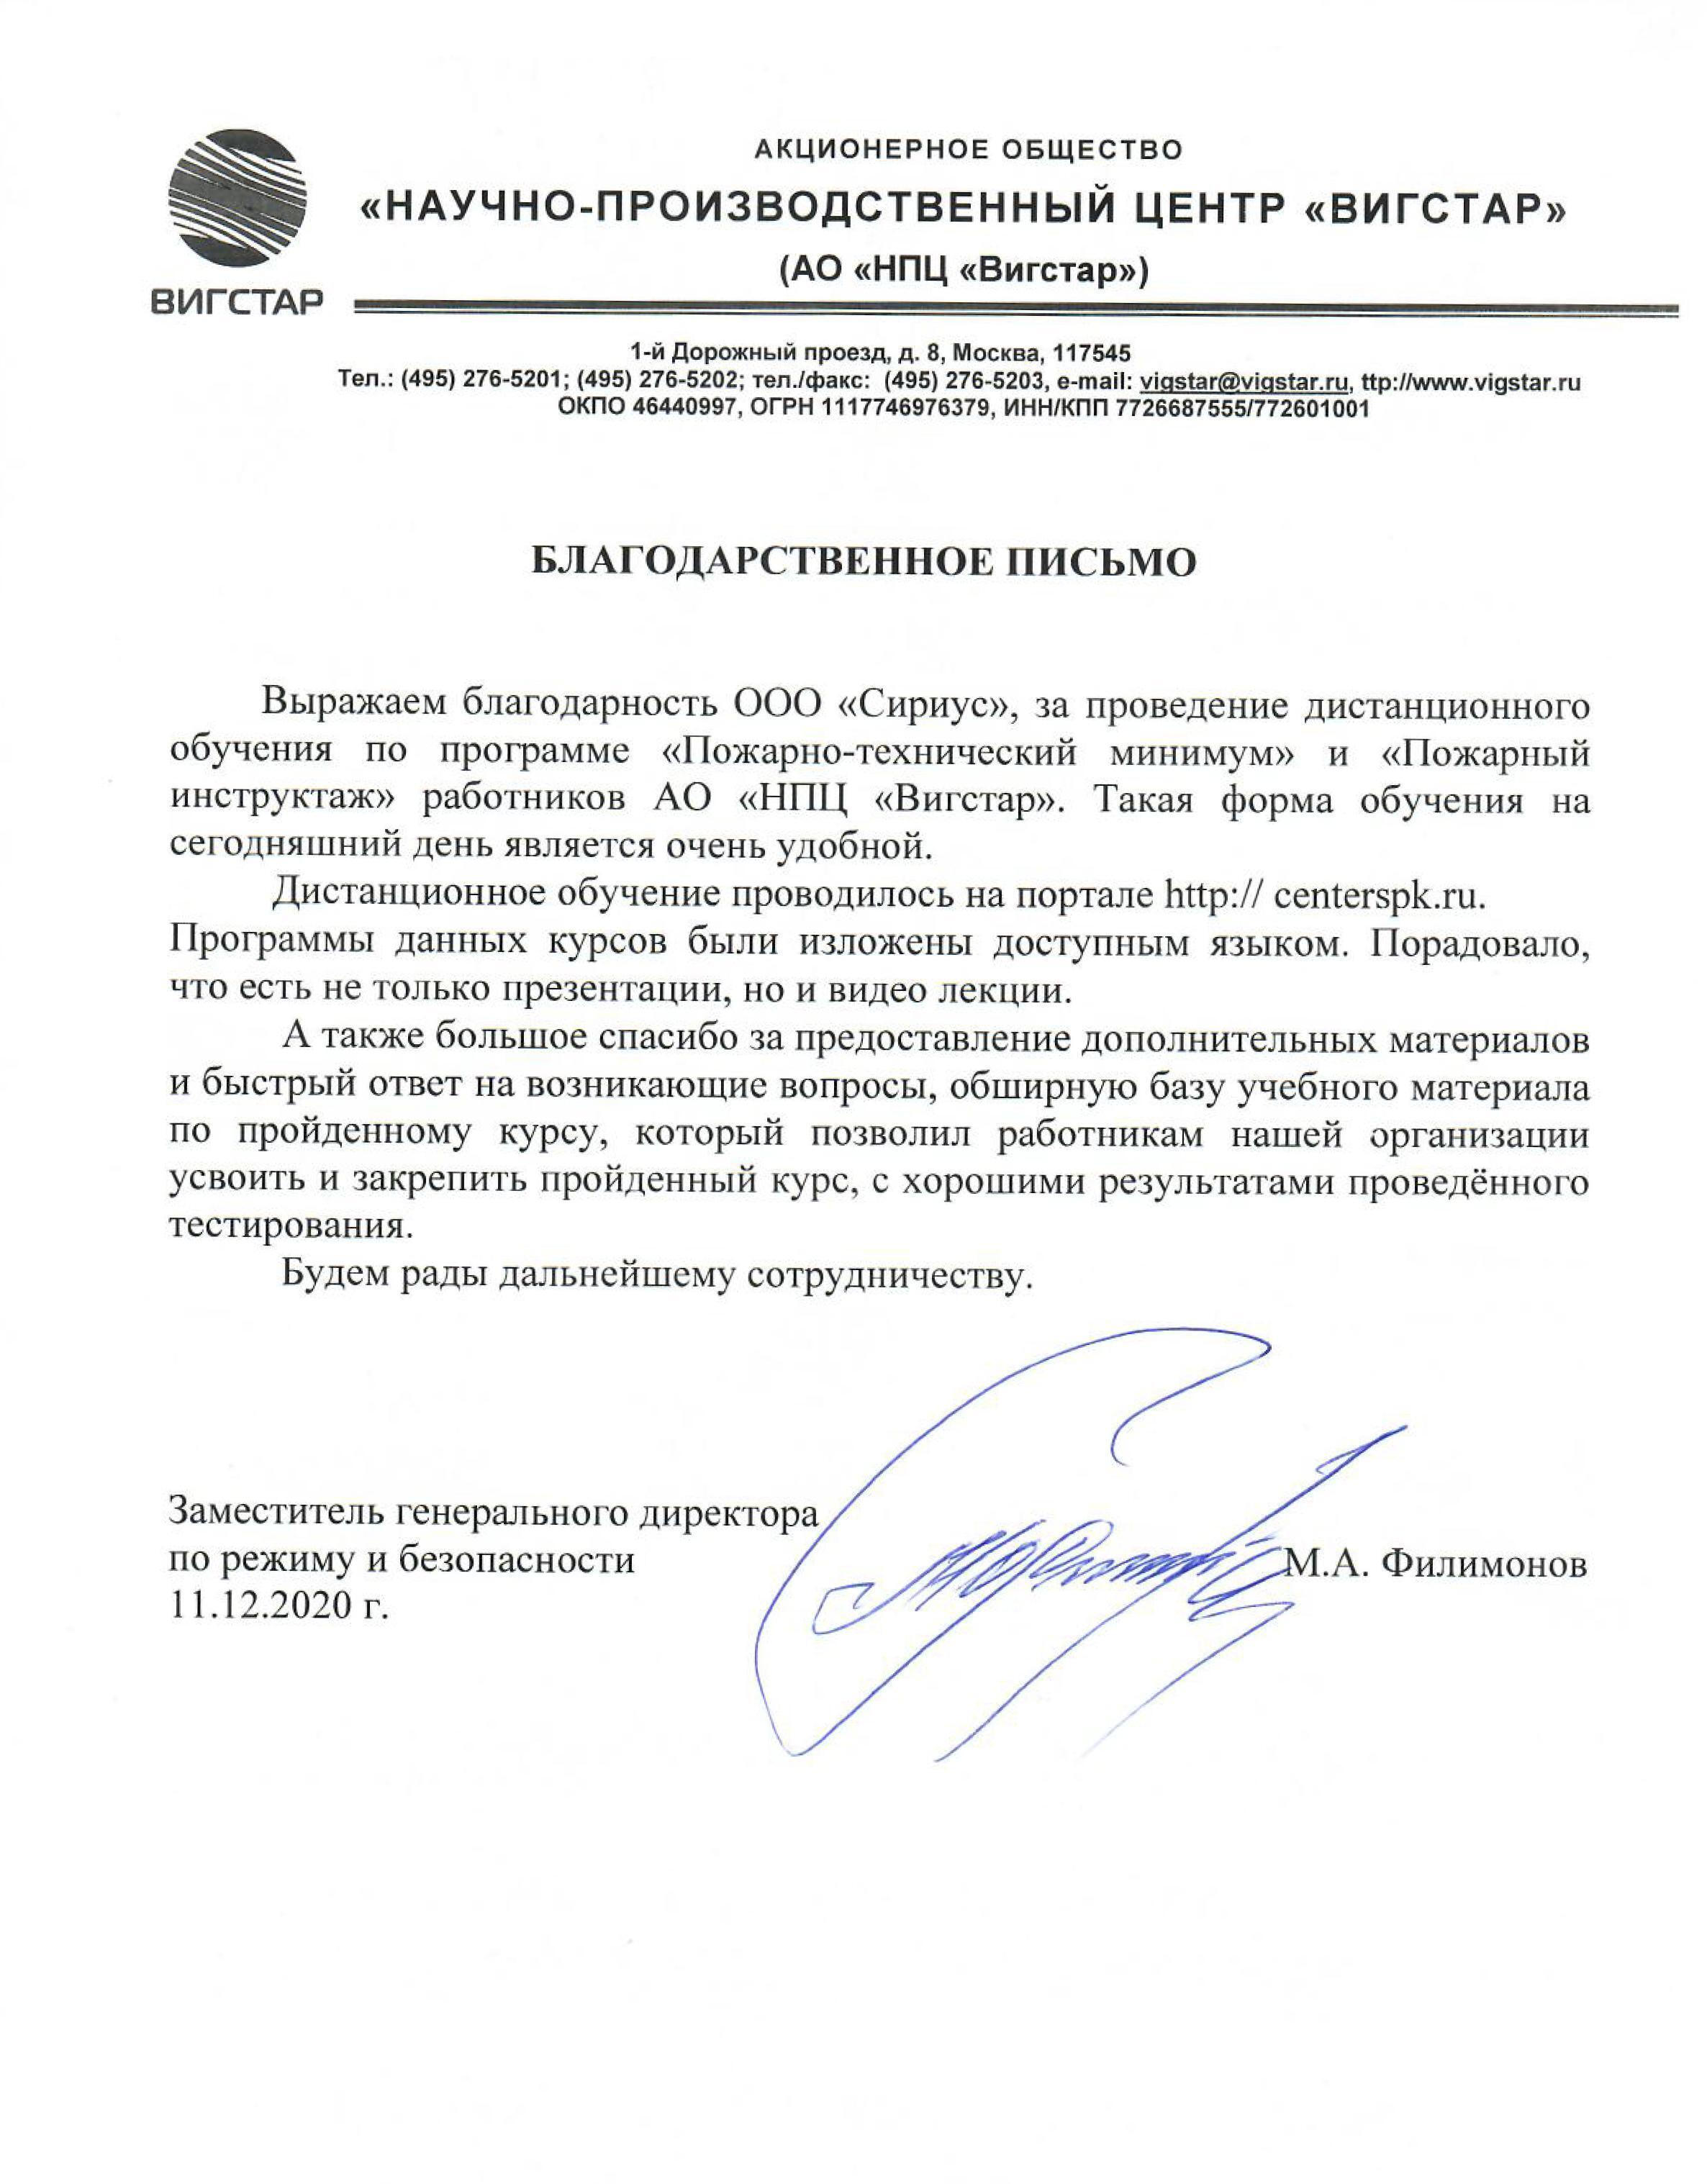 АКЦИОНЕРНОЕ ОБЩЕСТВО
«НАУЧНО-ПРОИЗВОДСТВЕННЫЙ ЦЕНТР «ВИГСТАР»
(АО «НПЦ «Вигстар»)
ВИГСТАР
1-й Дорожный проезд, д. 8, Москва, 117545
Тел.: (495) 276-5201; (495) 276-5202; тел./факс: (495) 276-5203, e-mail: vigstar@vigstar.ru, ttp://www.vigstar.ru
ОКПО 46440997, ОГРН 1117746976379, ИНН/КПП 7726687555/772601001
БЛАГОДАРСТВЕННОЕ ПИСЬМО
Выражаем благодарность ООО «Сириус», за проведение дистанционного
обучения по программе «Пожарно-технический минимум» и «Пожарный
инструктаж» работников АО «НПЦ «Вигстар». Такая форма обучения на
сегодняшний день является очень удобной.
Дистанционное обучение проводилось на портале http:// centerspk.ru.
Программы данных курсов были изложены доступным языком. Порадовало,
что есть не только презентации, но и видео лекции.
А также большое спасибо за предоставление дополнительных материалов
и быстрый ответ на возникающие вопросы, обширную базу учебного материала
по пройденному курсу, который позволил работникам нашей организации
усвоить и закрепить пройденный курс, с хорошими результатами проведённого
тестирования.
Будем рады дальнейшему сотрудничеству.
Заместитель генерального директора
по режиму и безопасности
М.А. Филимонов
11.12.2020 г.